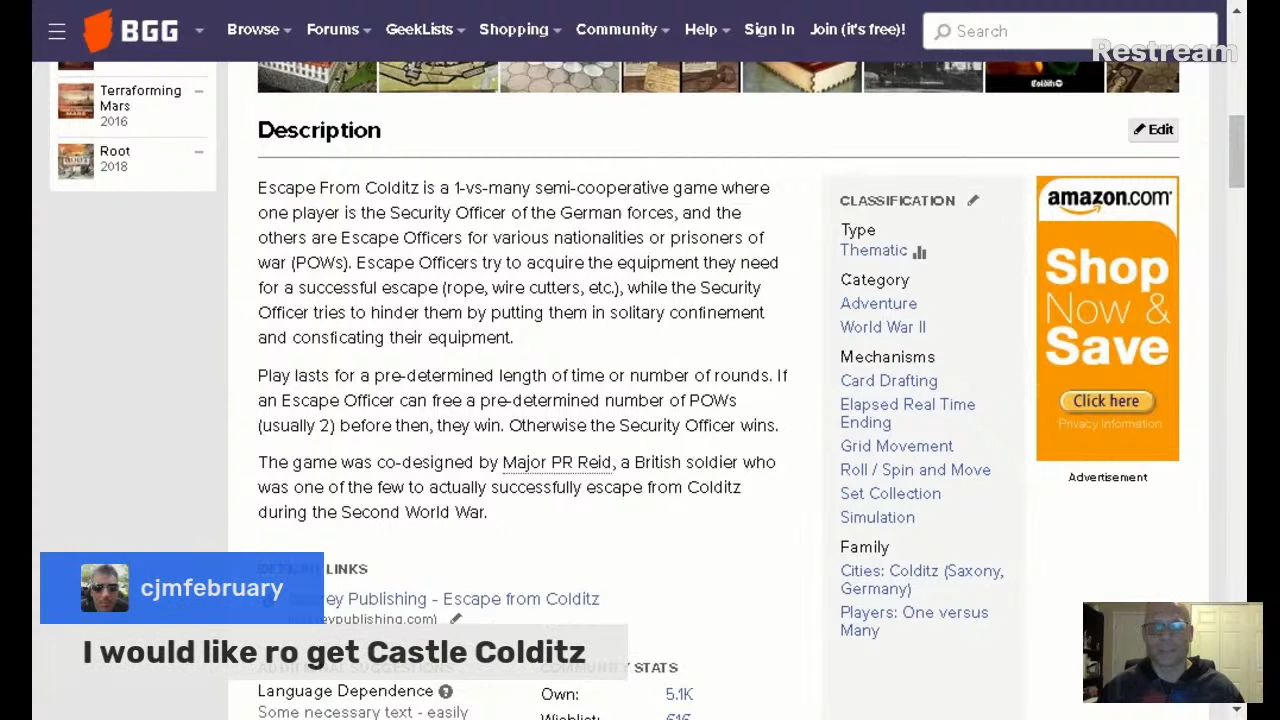 BGG
Browse
Forums
GeekLists
Shopping
Community
Help
Sign In
Join (it's free)!
Search
Restream
Terraforming
Mars
2016
Root
2018
Description
Edit
Escape From Colditz is a 1-vs-many semi-cooperative game where
one player is the Security Officer of the German forces, and the
others are Escape Officers for various nationalities or prisoners of
war (POWs). Escape Officers try to acquire the equipment they need
for a successful escape (rope, wire cutters, etc.), while the Security
Officer tries to hinder them by putting them in solitary confinement
and consficating their equipment.
Play lasts for a pre-determined length of time or number of rounds. If
an Escape Officer can free a pre-determined number of POWs
(usually 2) before then, they win. Otherwise the Security Officer wins.
The game was co-designed by Major PR Reid, a British soldier who
was one of the few to actually successfully escape from Colditz
during the Second World War.
CLASSIFICATION
Type
Thematic
Category
Adventure
World War II
Mechanisms
Card Drafting
Elapsed Real Time
Ending
Grid Movement
Roll / Spin and Move
Set Collection
Simulation
Family
Cities: Colditz (Saxony,
Germany)
Players: One versus
Many
amazon.com
Shop
Now &
Save
Click here
Privacy Information
Advertisement
LINKS
Publishing - Escape from Colditz
cjmfebruary
I would like ro get Castle Colditz
STATS
Language Dependence
Some necessary text - easily
Own: 5.1K
Wishlist: